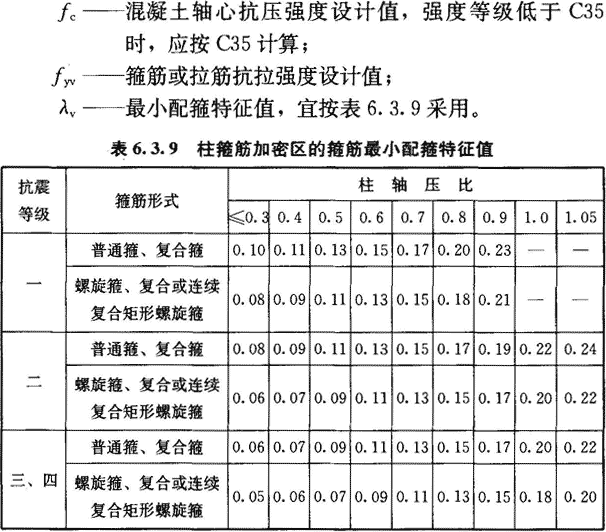 f_c——混凝土轴心抗压强度设计值，强度等级低于 C35
时，应按 C35 计算；
f_yv——箍筋或拉筋抗拉强度设计值；
λ_v——最小配箍特征值，宜按表 6.3.9 采用。
表 6.3.9 柱箍筋加密区的箍筋最小配箍特征值
抗震等级 箍筋形式 柱轴压比
≤0.3 0.4 0.5 0.6 0.7 0.8 0.9 1.0 1.05
一 普通箍、复合箍 0.10 0.11 0.13 0.15 0.17 0.20 0.23 — —
螺旋箍、复合或连续
复合矩形螺旋箍 0.08 0.09 0.11 0.13 0.15 0.18 0.21 — —
二 普通箍、复合箍 0.08 0.09 0.11 0.13 0.15 0.17 0.19 0.22 0.24
螺旋箍、复合或连续
复合矩形螺旋箍 0.06 0.07 0.09 0.11 0.13 0.15 0.17 0.20 0.22
三、四 普通箍、复合箍 0.06 0.07 0.09 0.11 0.13 0.15 0.17 0.20 0.22
螺旋箍、复合或连续
复合矩形螺旋箍 0.05 0.06 0.07 0.09 0.11 0.13 0.15 0.18 0.20